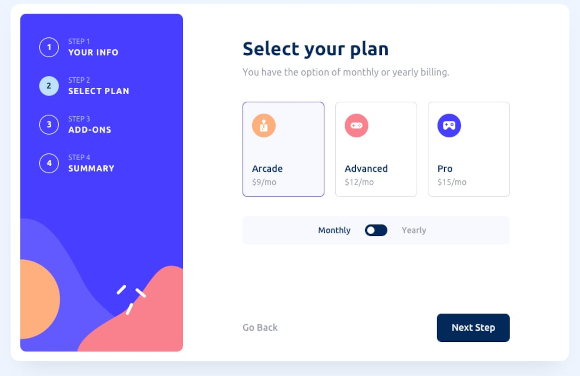 1
STEP 1
YOUR INFO
2
STEP 2
SELECT PLAN
3
STEP 3
ADD-ONS
4
STEP 4
SUMMARY
Select your plan
You have the option of monthly or yearly billing.
Arcade
$9/mo
Advanced
$12/mo
Pro
$15/mo
Monthly Yearly
Go Back Next Step